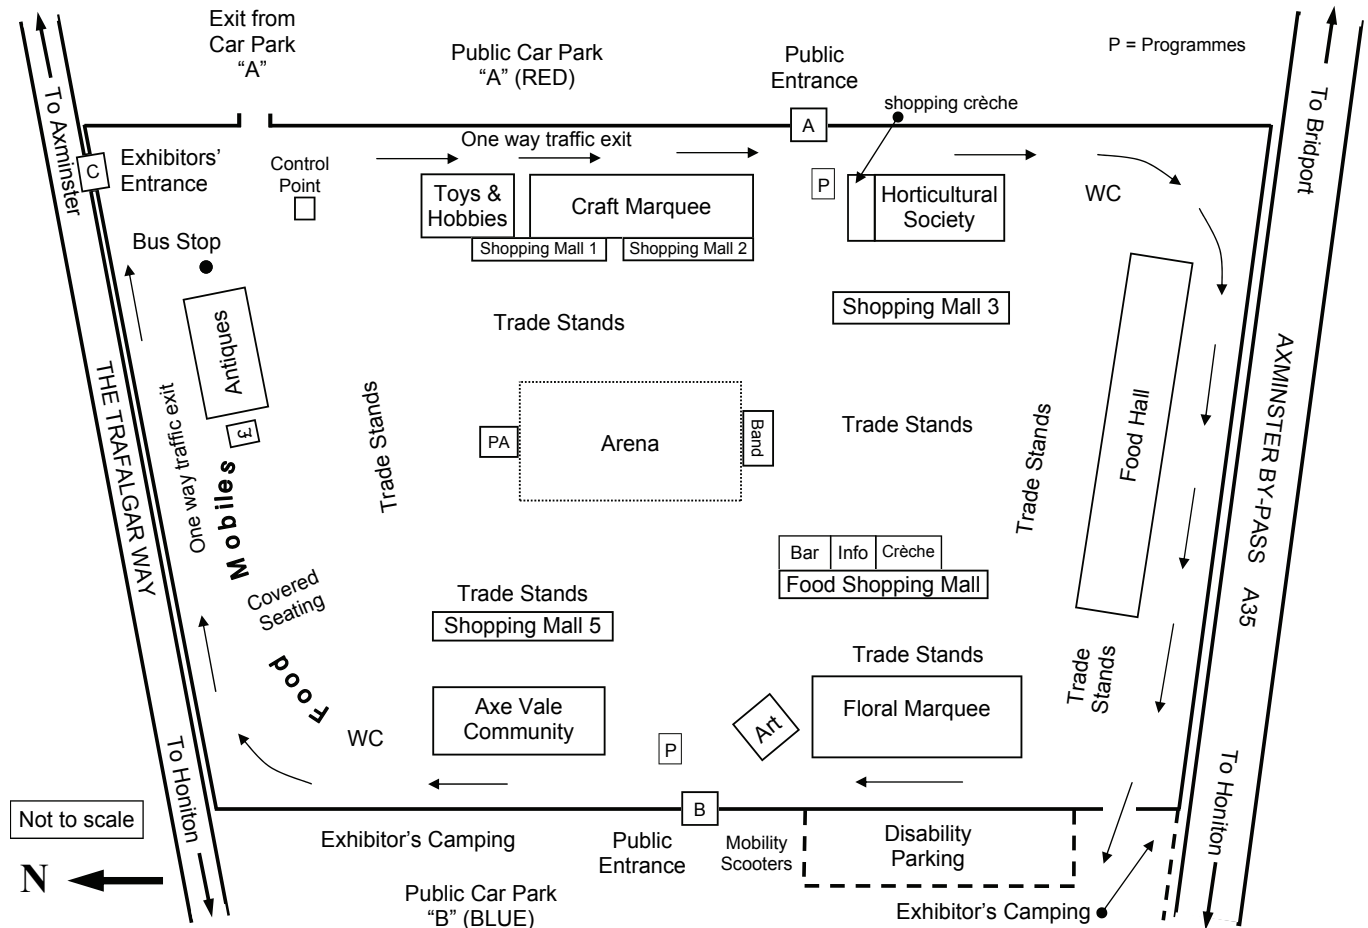 Exit from
Car Park
“A”
Public Car Park
“A” (RED)
Public
Entrance
P = Programmes
shopping crèche
To Axminster
To Bridport
A
One way traffic exit
C
Exhibitors’
Entrance
Control
Point
P
WC
Toys &
Hobbies
Craft Marquee
Horticultural
Society
Shopping Mall 1
Shopping Mall 2
Bus Stop
Antiques
Trade Stands
Shopping Mall 3
THE TRAFALGAR WAY
One way traffic exit
£
Trade Stands
PA
Arena
Band
Trade Stands
Trade Stands
Food Hall
AXMINSTER BY-PASS A35
Mobiles
Covered
Seating
Food
Bar
Info
Crèche
Food Shopping Mall
Trade Stands
Shopping Mall 5
Trade Stands
Trade
Stands
Axe Vale
Community
Art
Floral Marquee
WC
P
To Honiton
To Honiton
B
Not to scale
N
Exhibitor’s Camping
Public
Entrance
Mobility
Scooters
Disability
Parking
Public Car Park
“B” (BLUE)
Exhibitor’s Camping